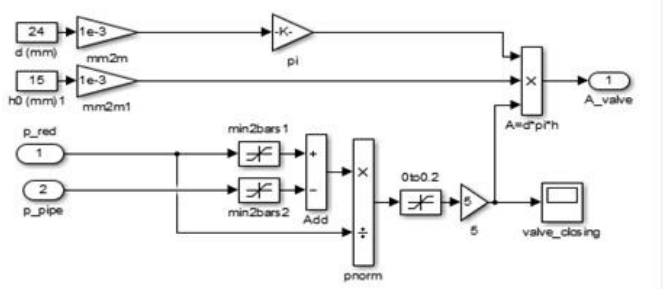 24
d (mm)
1e-3
mm2m
-K-
pi
15
h0 (mm) 1
1e-3
mm2m1
×
A=d*pi*h
1
A_valve
p_red
1
min2bars1
2
p_pipe
min2bars2
+
−
Add
×
÷
pnorm
0to0.2
5
5
valve_closing